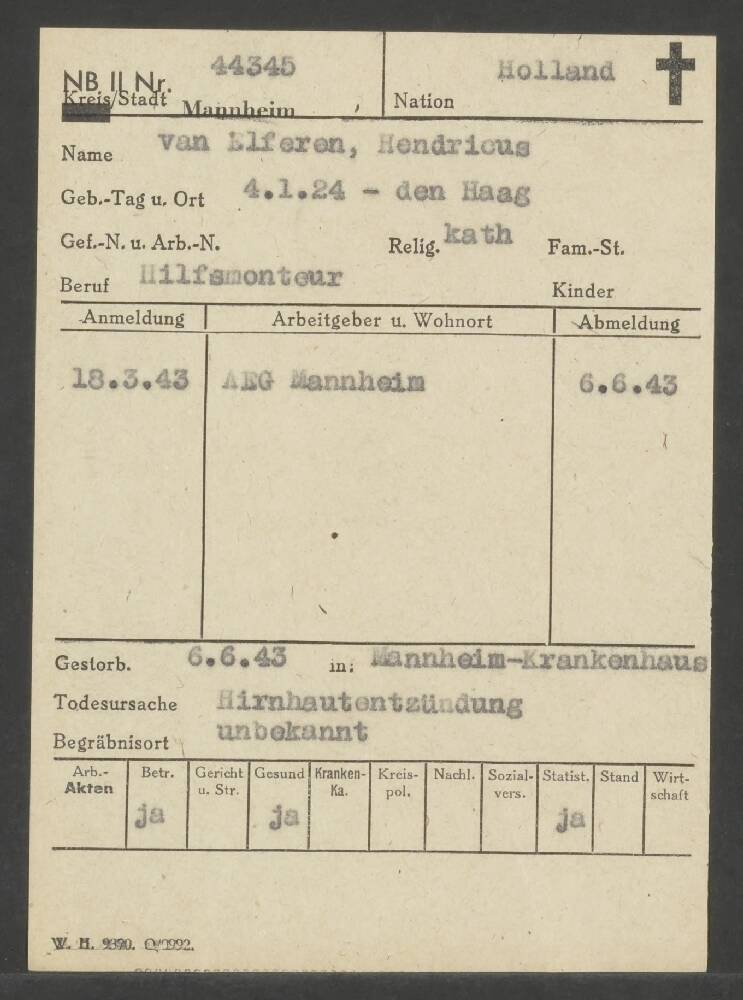 NB II Nr. 44345 Holland
Kreis/Stadt Mannheim Nation
Name van Elferen, Hendricus
Geb.-Tag u. Ort 4.1.24 - den Haag
Gef.-N. u. Arb.-N. Relig. kath Fam.-St.
Beruf Hilfsmonteur Kinder
Anmeldung Arbeitgeber u. Wohnort Abmeldung
18.3.43 AEG Mannheim 6.6.43
Gestorb. 6.6.43 in: Mannheim-Krankenhaus
Todesursache Hirnhautentzündung
Begräbnisort unbekannt
Arb.- Betr. Gericht Gesund Kranken- Kreis- Nachl. Sozial- Statist. Stand Wirt-
Akten u. Str. Ka. pol. vers. schaft
ja ja ja
W. H.